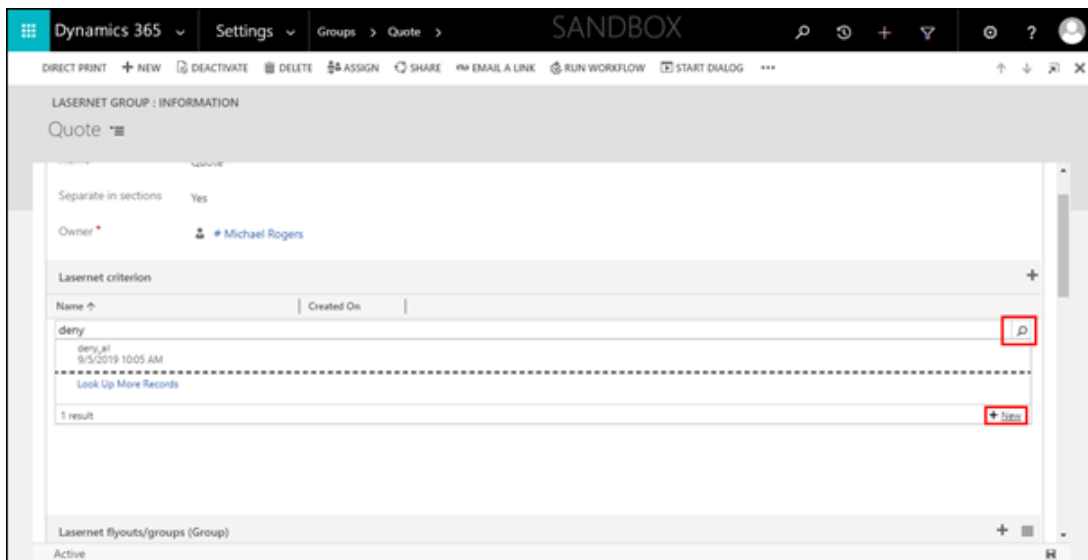 Dynamics 365 Settings Groups > Quote > SANDBOX ?
DIRECT PRINT + NEW DEACTIVATE DELETE ASSIGN SHARE EMAIL A LINK RUN WORKFLOW START DIALOG ...
LASERNET GROUP : INFORMATION
Quote
Name Quote
Separate in sections Yes
Owner * # Michael Rogers
Lasernet criterion +
Name ↑ Created On
deny
deny_all
9/5/2019 10:05 AM
Look Up More Records
1 result + New
Lasernet flyouts/groups (Group) +
Active